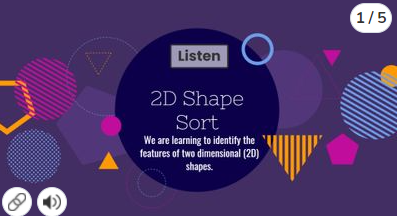 1 / 5
Listen
2D Shape
Sort
We are learning to identify the
features of two dimensional (2D)
shapes.